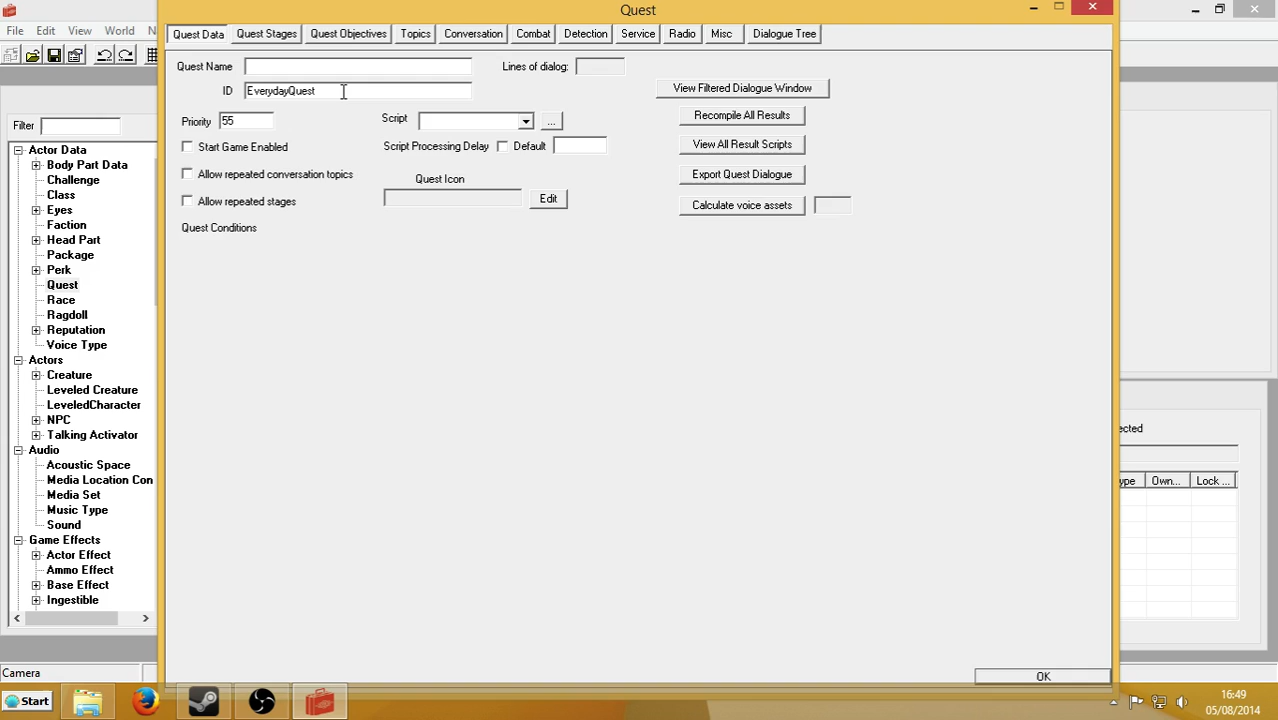 Quest
File Edit View World
Quest Data Quest Stages Quest Objectives Topics Conversation Combat Detection Service Radio Misc Dialogue Tree
Quest Name Lines of dialog:
ID EverydayQuest View Filtered Dialogue Window
Priority 55 Script ... Recompile All Results
Start Game Enabled Script Processing Delay Default View All Result Scripts
Allow repeated conversation topics Quest Icon Export Quest Dialogue
Allow repeated stages Edit Calculate voice assets
Quest Conditions
Filter
Actor Data
Body Part Data
Challenge
Class
Eyes
Faction
Head Part
Package
Perk
Quest
Race
Ragdoll
Reputation
Voice Type
Actors
Creature
Leveled Creature
LeveledCharacter
NPC
Talking Activator
Audio
Acoustic Space
Media Location Con
Media Set
Music Type
Sound
Game Effects
Actor Effect
Ammo Effect
Base Effect
Ingestible
ected
ype Own... Lock ...
OK
Camera
Start
16:49
05/08/2014